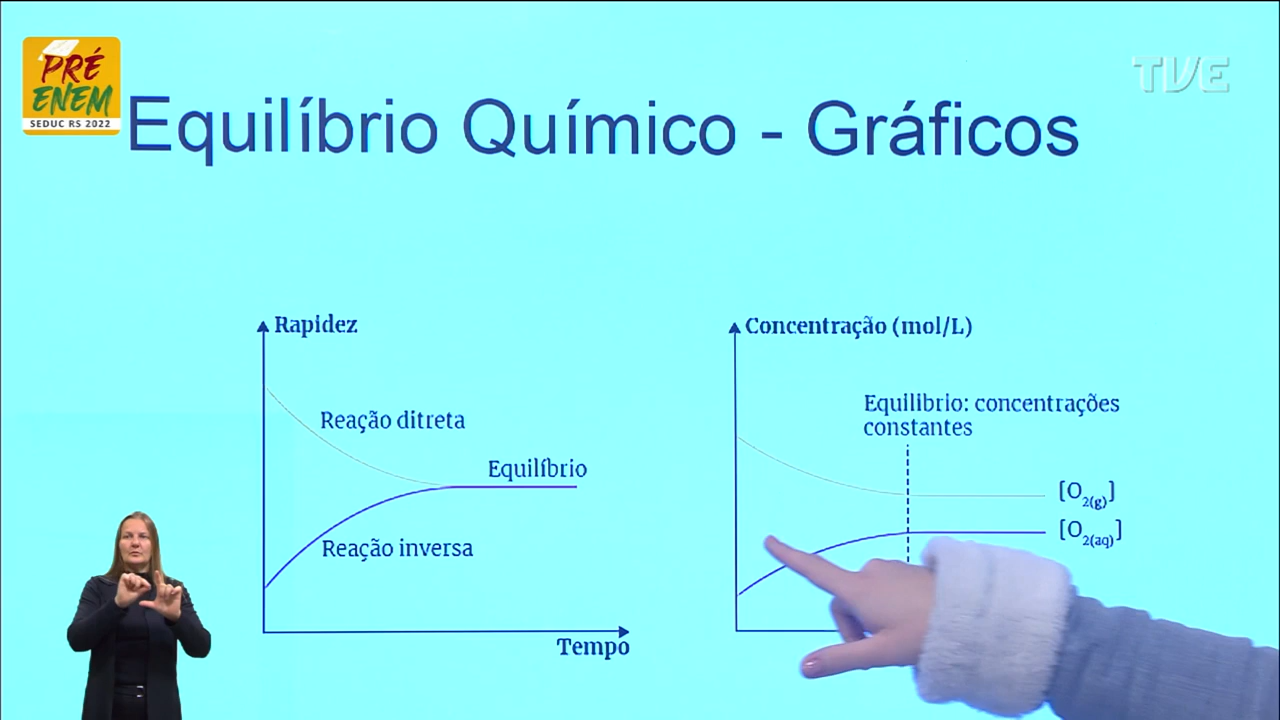 PRÉ
ENEM
SEDUC RS 2022
TVE
Equilíbrio Químico - Gráficos
Rapidez
Reação ditreta
Equilíbrio
Reação inversa
Tempo
Concentração (mol/L)
Equilibrio: concentrações
constantes
[O2(g)]
[O2(aq)]